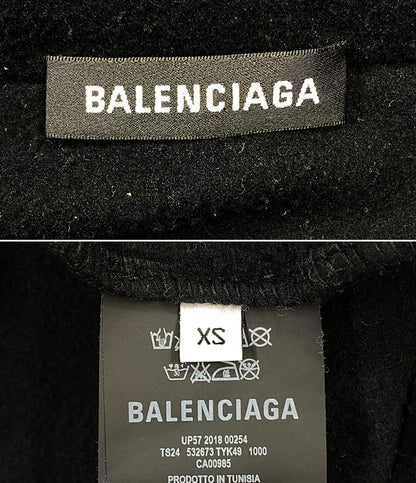 BALENCIAGA
XS
BALENCIAGA
UP57 2018 00254
TS24 532673 TYK49 1000
CA00985
PRODOTTO IN TUNISIA